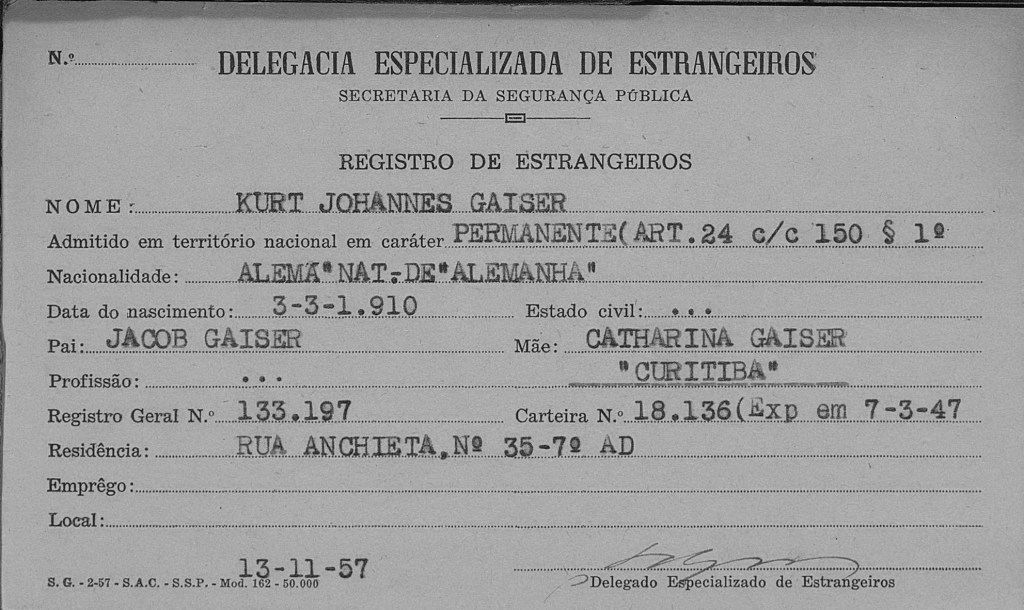 N.º
DELEGACIA ESPECIALIZADA DE ESTRANGEIROS
SECRETARIA DA SEGURANÇA PÚBLICA
REGISTRO DE ESTRANGEIROS
NOME: KURT JOHANNES GAISER
Admitido em território nacional em caráter PERMANENTE(ART.24 c/c 150 § 1º
Nacionalidade: ALEMÃ"NAT.DE"ALEMANHA"
Data do nascimento: 3-3-1.910 Estado civil: ...
Pai: JACOB GAISER Mãe: CATHARINA GAISER
Profissão: ... "CURITIBA"
Registro Geral N.º 133.197 Carteira N.º 18.136(Exp em 7-3-47
Residência: RUA ANCHIETA,Nº 35-7º AD
Emprêgo:
Local:
13-11-57
S. G. - 2-57 - S.A.C. - S.S.P. - Mod. 162 - 50.000 Delegado Especializado de Estrangeiros